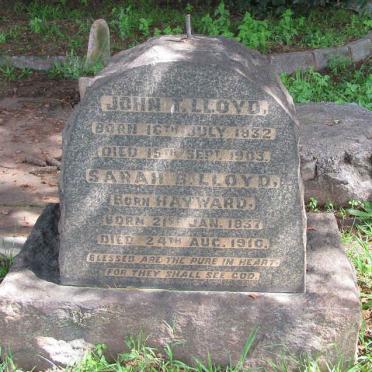 JOHN T. LLOYD,
BORN 16TH JULY, 1832
DIED 15TH SEPT. 1903.
SARAH H. LLOYD,
(BORN HAYWARD.)
BORN 21ST JAN. 1837
DIED 24TH AUG. 1910.
BLESSED ARE THE PURE IN HEART
FOR THEY SHALL SEE GOD.